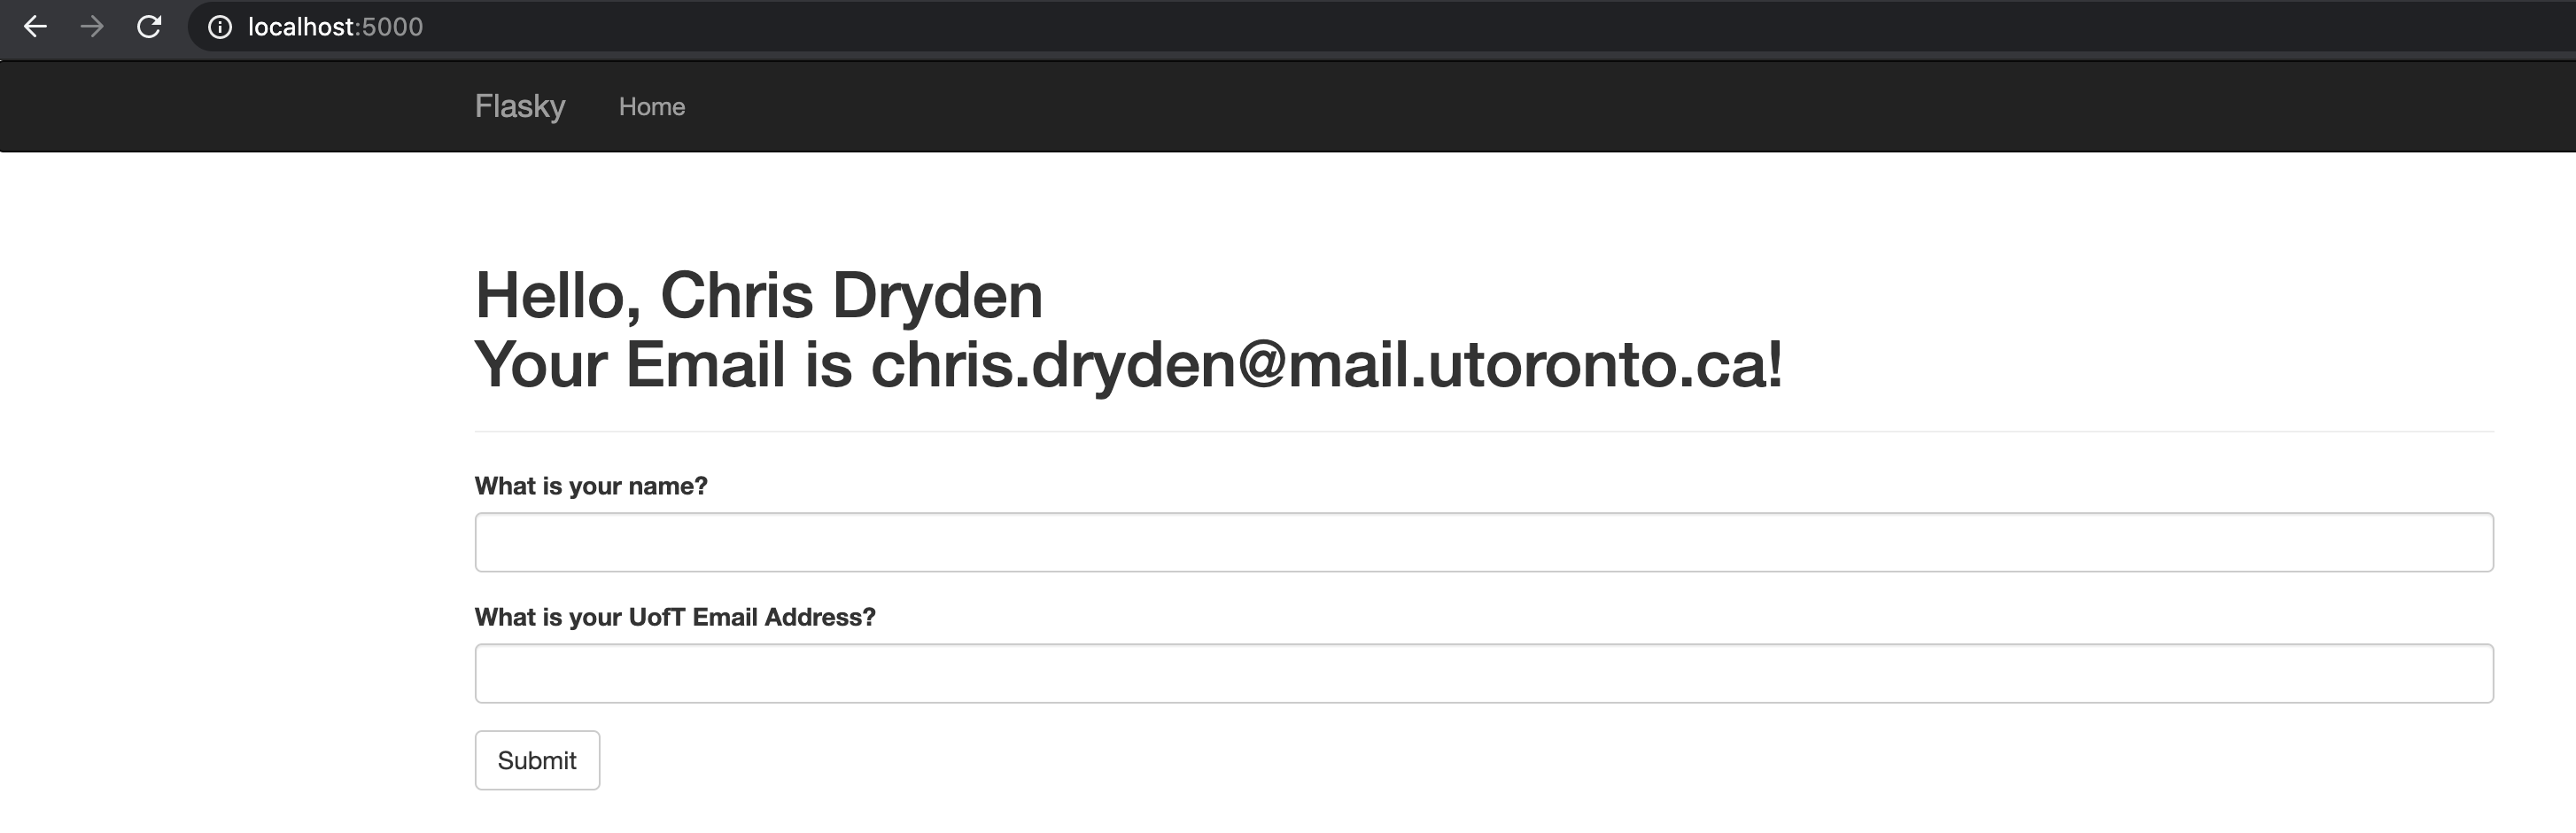 localhost:5000
Flasky Home
Hello, Chris Dryden
Your Email is chris.dryden@mail.utoronto.ca!
What is your name?
What is your UofT Email Address?
Submit